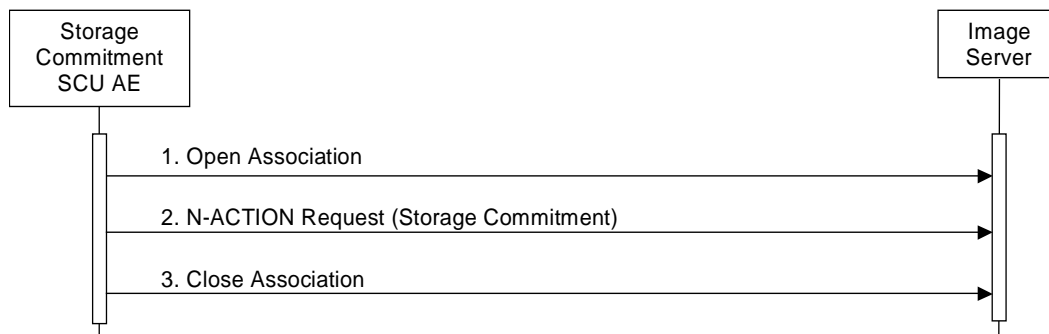 Storage
Commitment
SCU AE
Image
Server
1. Open Association
2. N-ACTION Request (Storage Commitment)
3. Close Association